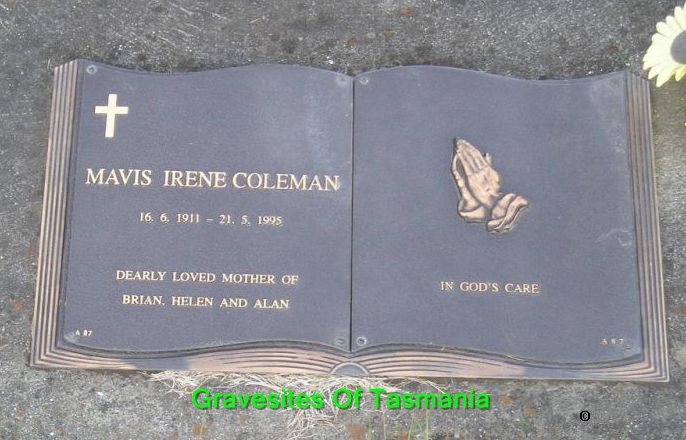 MAVIS IRENE COLEMAN
16. 6. 1911 – 21. 5. 1995
DEARLY LOVED MOTHER OF
BRIAN, HELEN AND ALAN
A 87
IN GOD'S CARE
A 87
Gravesites Of Tasmania
©